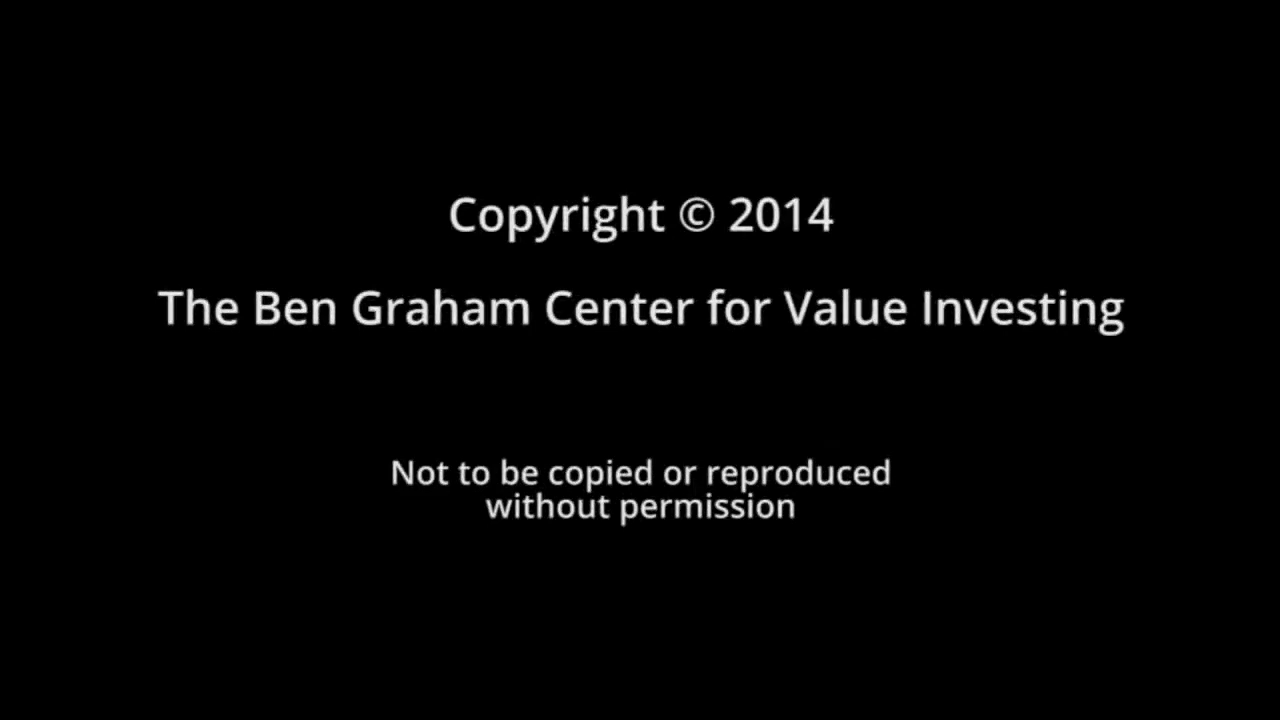 Copyright © 2014
The Ben Graham Center for Value Investing
Not to be copied or reproduced
without permission